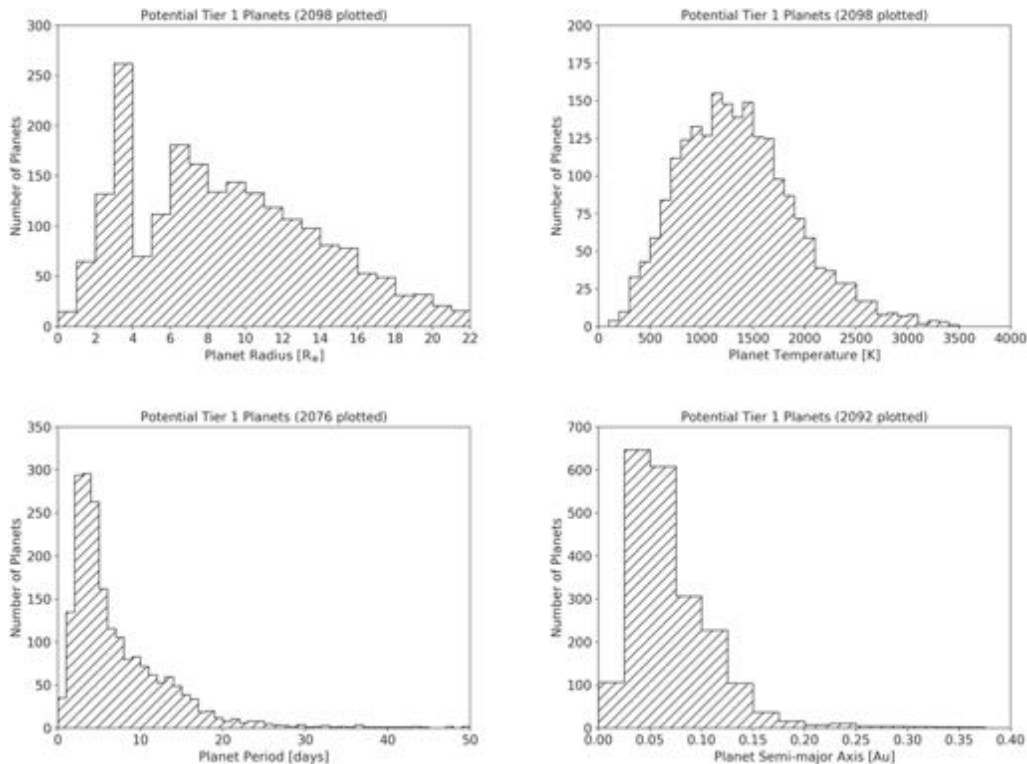 Potential Tier 1 Planets (2098 plotted)
300
250
200
150
100
50
0
Number of Planets
0 2 4 6 8 10 12 14 16 18 20 22
Planet Radius [R⊕]
Potential Tier 1 Planets (2098 plotted)
200
175
150
125
100
75
50
25
0
Number of Planets
0 500 1000 1500 2000 2500 3000 3500 4000
Planet Temperature [K]
Potential Tier 1 Planets (2076 plotted)
350
300
250
200
150
100
50
0
Number of Planets
0 10 20 30 40 50
Planet Period [days]
Potential Tier 1 Planets (2092 plotted)
700
600
500
400
300
200
100
0
Number of Planets
0.00 0.05 0.10 0.15 0.20 0.25 0.30 0.35 0.40
Planet Semi-major Axis [Au]